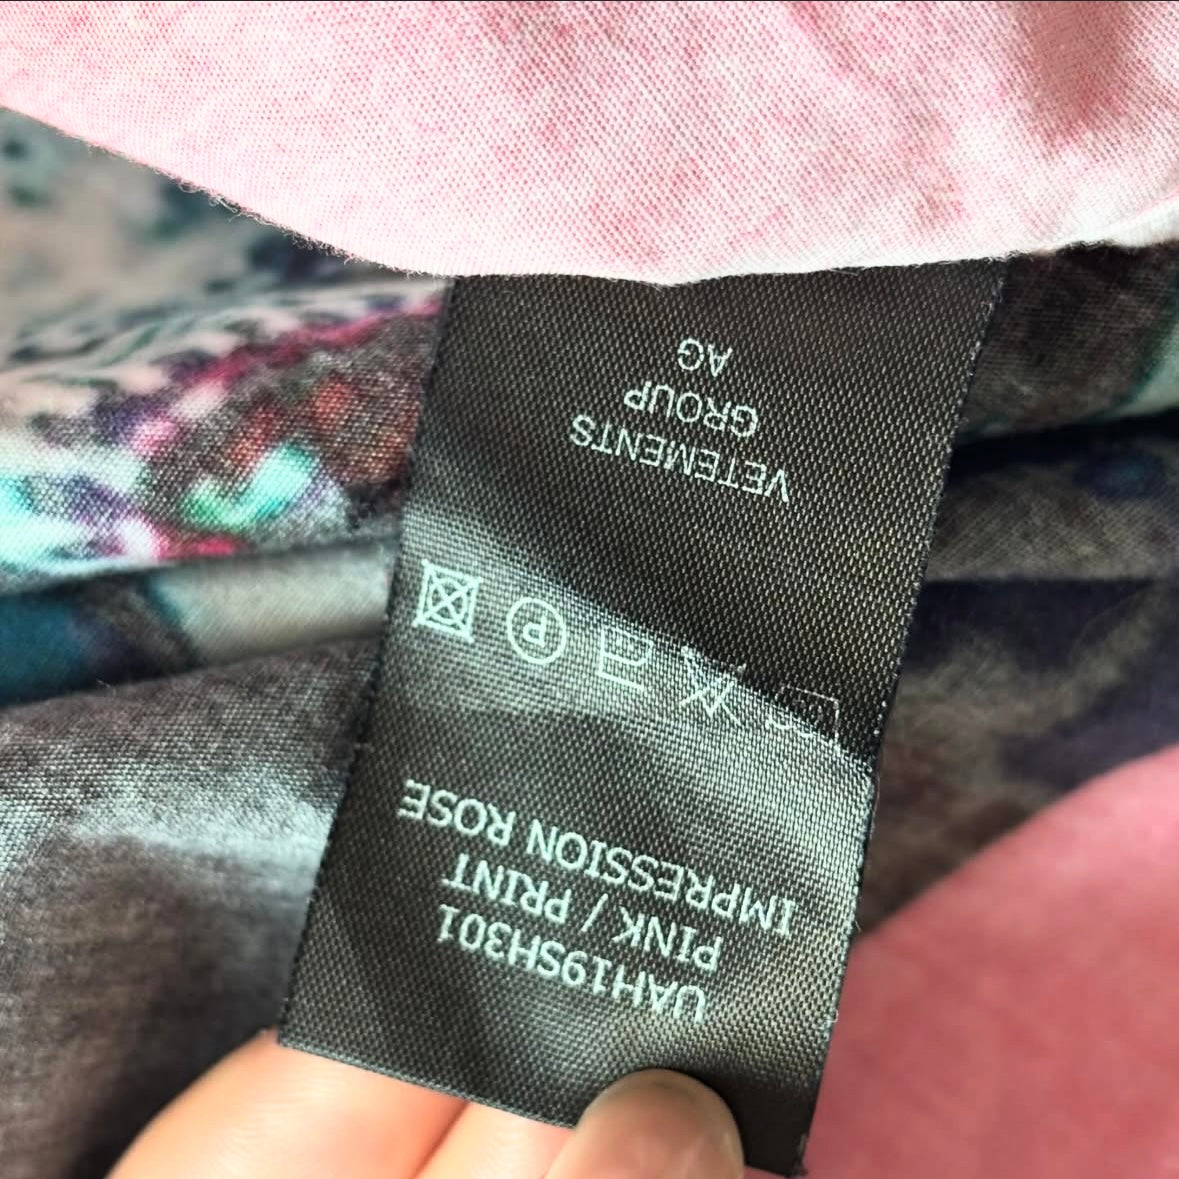 UAH19SH301
PINK / PRINT
IMPRESSION ROSE
P
VETEMENTS
GROUP
AG